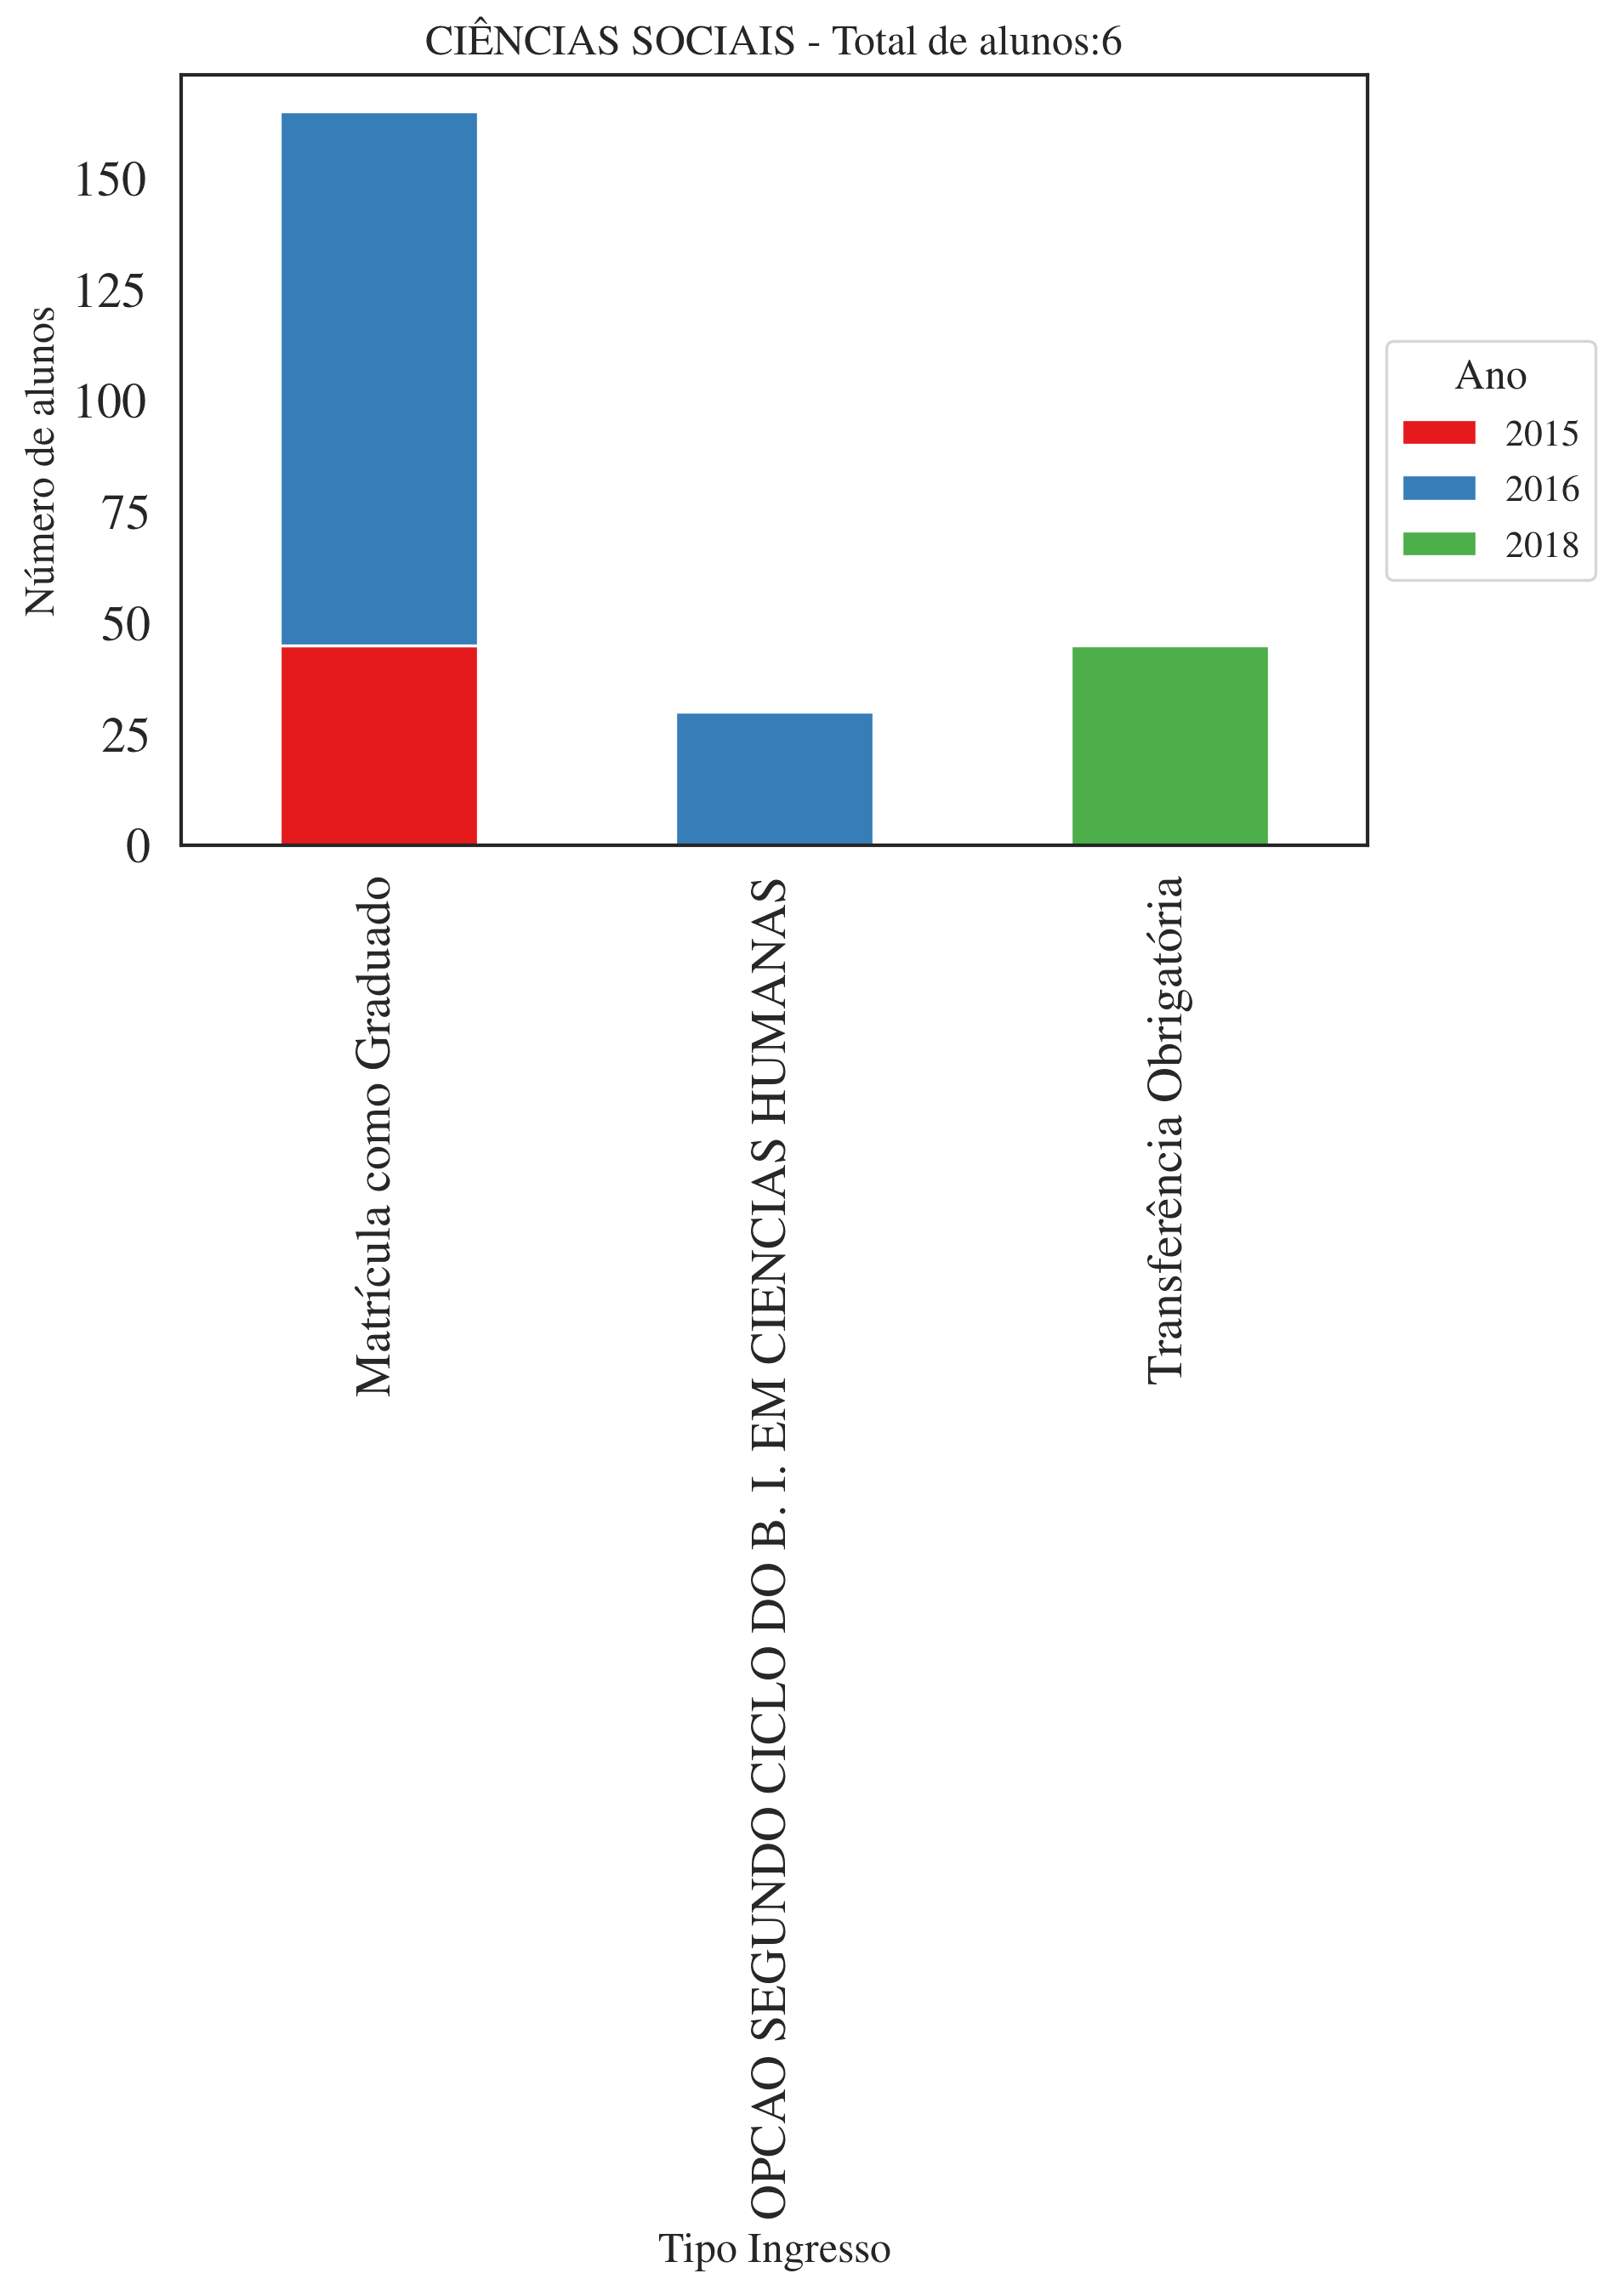 CIÊNCIAS SOCIAIS - Total de alunos:6
Número de alunos
150
125
100
75
50
25
0
Ano
2015
2016
2018
Matrícula como Graduado
OPCAO SEGUNDO CICLO DO B. I. EM CIENCIAS HUMANAS
Transferência Obrigatória
Tipo Ingresso